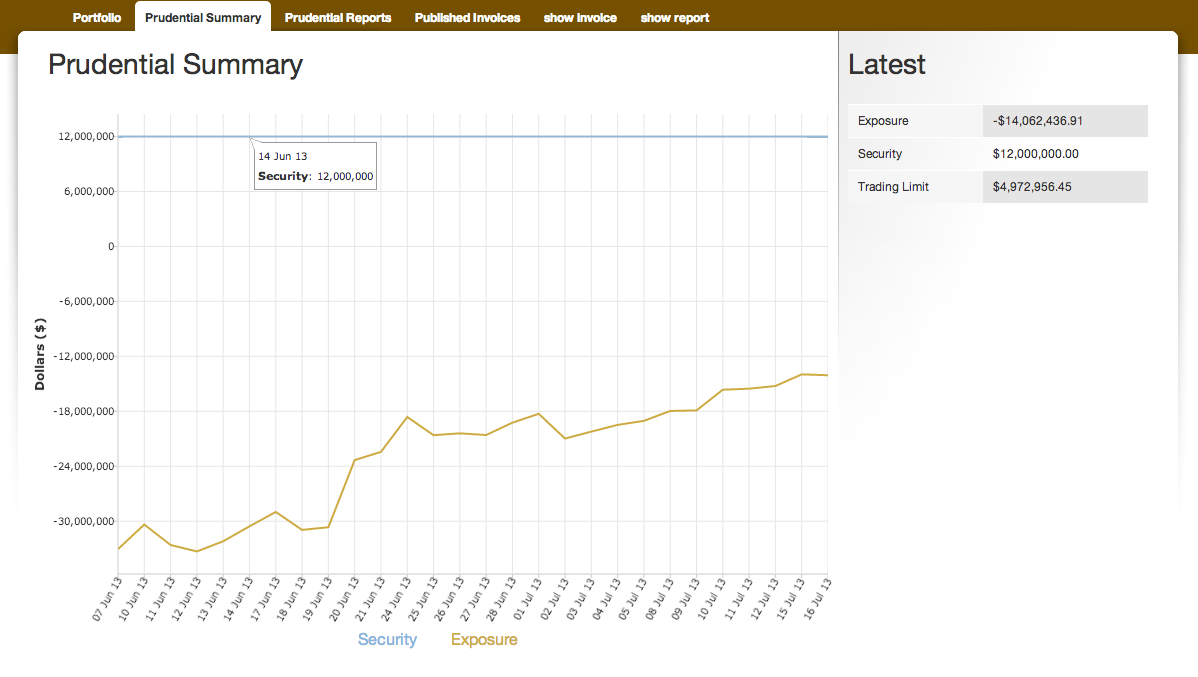 Portfolio Prudential Summary Prudential Reports Published Invoices show invoice show report
Prudential Summary
12,000,000
14 Jun 13
Security: 12,000,000
6,000,000
0
-6,000,000
-12,000,000
-18,000,000
-24,000,000
-30,000,000
Dollars ($)
07 Jun 13
10 Jun 13
11 Jun 13
12 Jun 13
13 Jun 13
14 Jun 13
17 Jun 13
18 Jun 13
19 Jun 13
20 Jun 13
21 Jun 13
24 Jun 13
25 Jun 13
26 Jun 13
27 Jun 13
28 Jun 13
01 Jul 13
02 Jul 13
03 Jul 13
04 Jul 13
05 Jul 13
08 Jul 13
09 Jul 13
10 Jul 13
11 Jul 13
12 Jul 13
15 Jul 13
16 Jul 13
Security Exposure
Latest
Exposure -$14,062,436.91
Security $12,000,000.00
Trading Limit $4,972,956.45